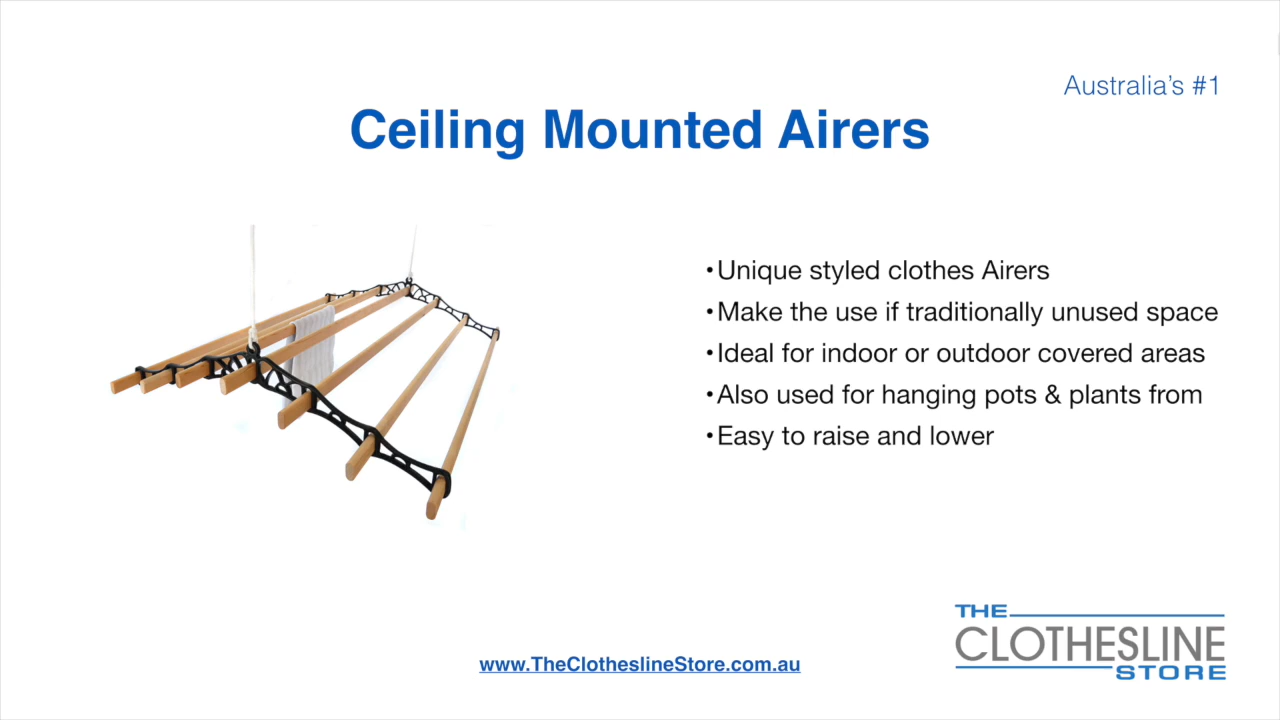 Australia's #1
Ceiling Mounted Airers
•Unique styled clothes Airers
•Make the use if traditionally unused space
•Ideal for indoor or outdoor covered areas
•Also used for hanging pots & plants from
•Easy to raise and lower
THE
CLOTHESLINE
STORE
www.TheClotheslineStore.com.au